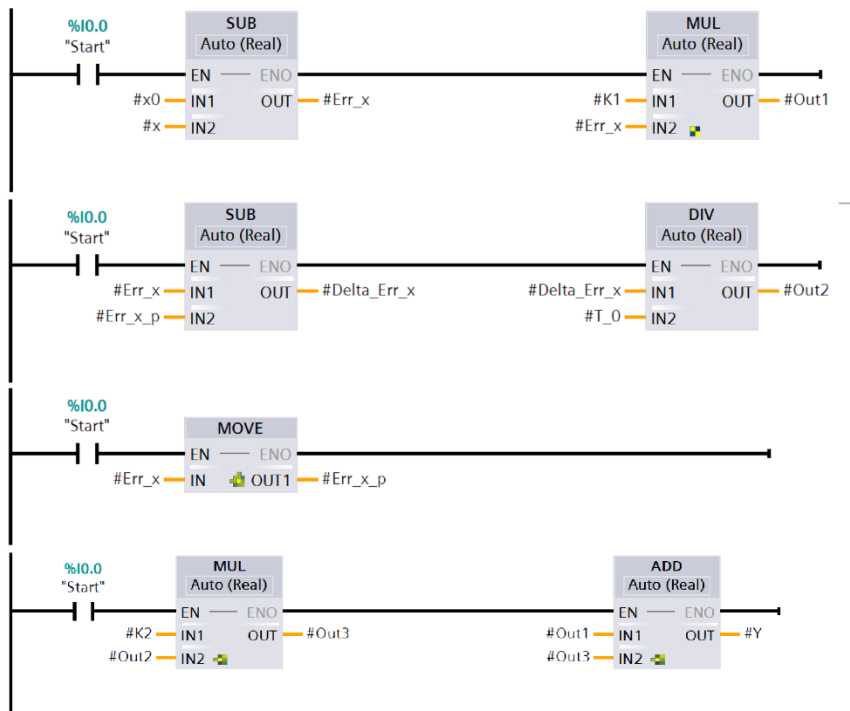 %I0.0
"Start"
SUB
Auto (Real)
EN ENO
#x0 IN1 OUT #Err_x
#x IN2
MUL
Auto (Real)
EN ENO
#K1 IN1 OUT #Out1
#Err_x IN2
%I0.0
"Start"
SUB
Auto (Real)
EN ENO
#Err_x IN1 OUT #Delta_Err_x
#Err_x_p IN2
DIV
Auto (Real)
EN ENO
#Delta_Err_x IN1 OUT #Out2
#T_0 IN2
%I0.0
"Start"
MOVE
EN ENO
#Err_x IN OUT1 #Err_x_p
%I0.0
"Start"
MUL
Auto (Real)
EN ENO
#K2 IN1 OUT #Out3
#Out2 IN2
ADD
Auto (Real)
EN ENO
#Out1 IN1 OUT #Y
#Out3 IN2